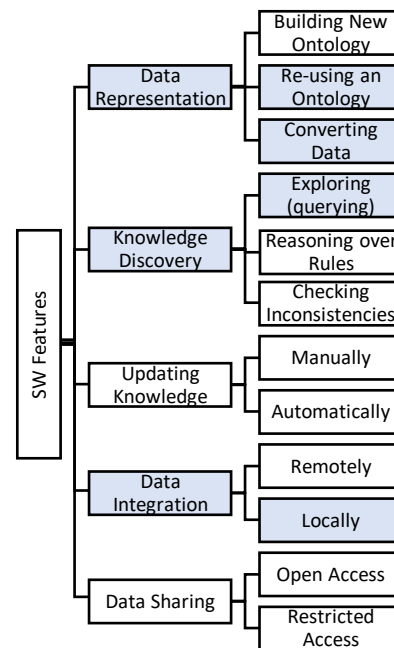 SW Features
Data
Representation
Building New
Ontology
Re-using an
Ontology
Converting
Data
Knowledge
Discovery
Exploring
(querying)
Reasoning over
Rules
Checking
Inconsistencies
Updating
Knowledge
Manually
Automatically
Data
Integration
Remotely
Locally
Data Sharing
Open Access
Restricted
Access